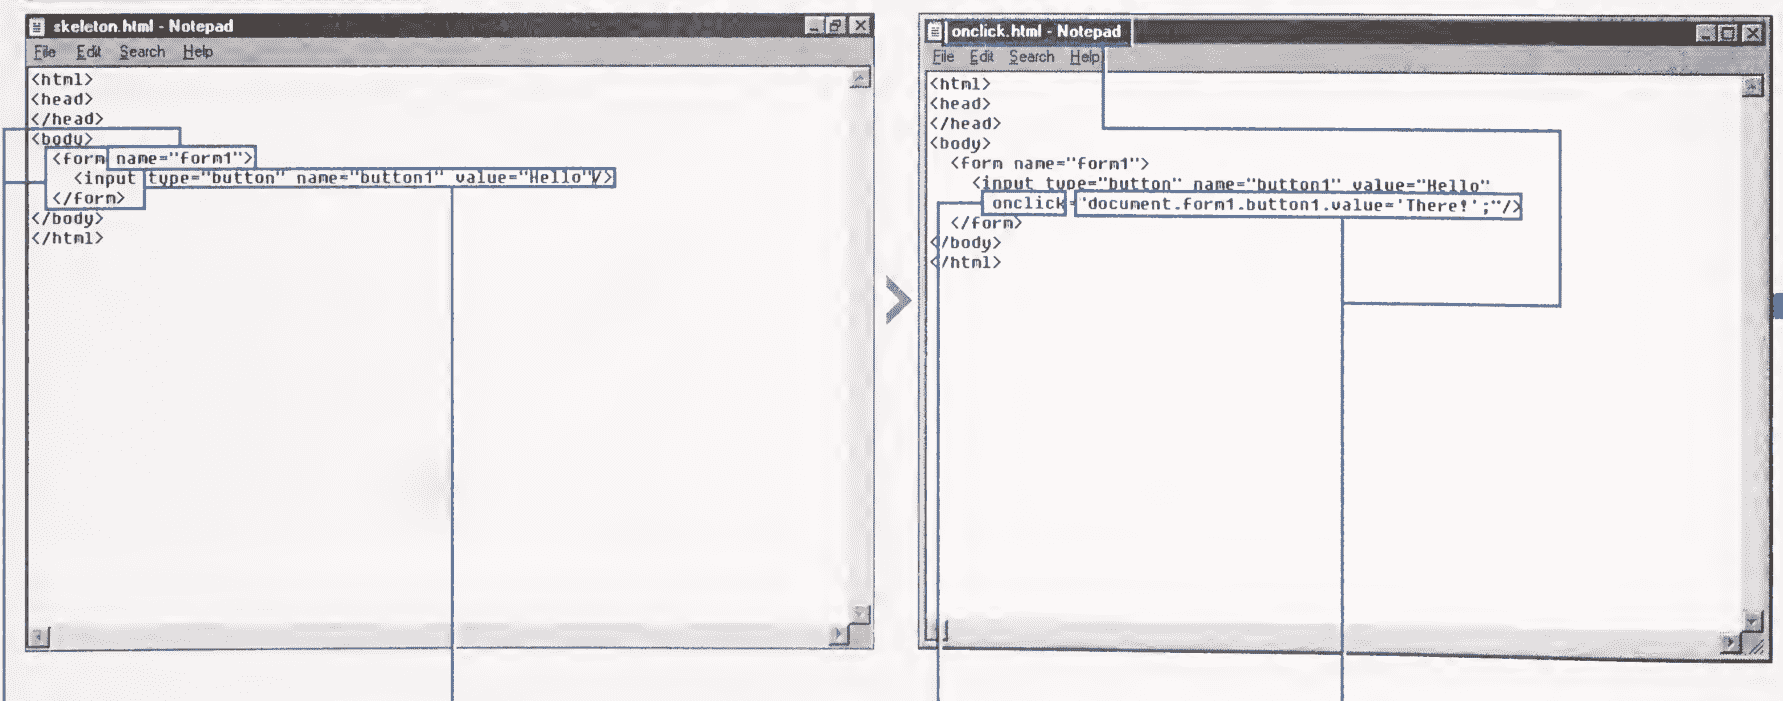 skeleton.html - Notepad
File Edit Search Help
<html>
<head>
</head>
<body>
<form name="form1">
<input type="button" name="button1" value="Hello"/>
</form>
</body>
</html>
onclick.html - Notepad
File Edit Search Help
<html>
<head>
</head>
<body>
<form name="form1">
<input type="button" name="button1" value="Hello"
onclick="document.form1.button1.value='There!';"/>
</form>
</body>
</html>